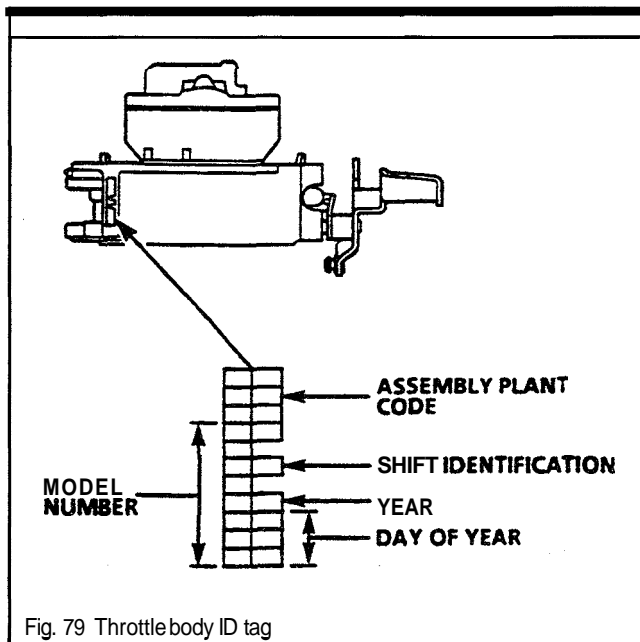 ASSEMBLY PLANT
CODE
SHIFT IDENTIFICATION
MODEL
NUMBER
YEAR
DAY OF YEAR
Fig. 79 Throttle body ID tag